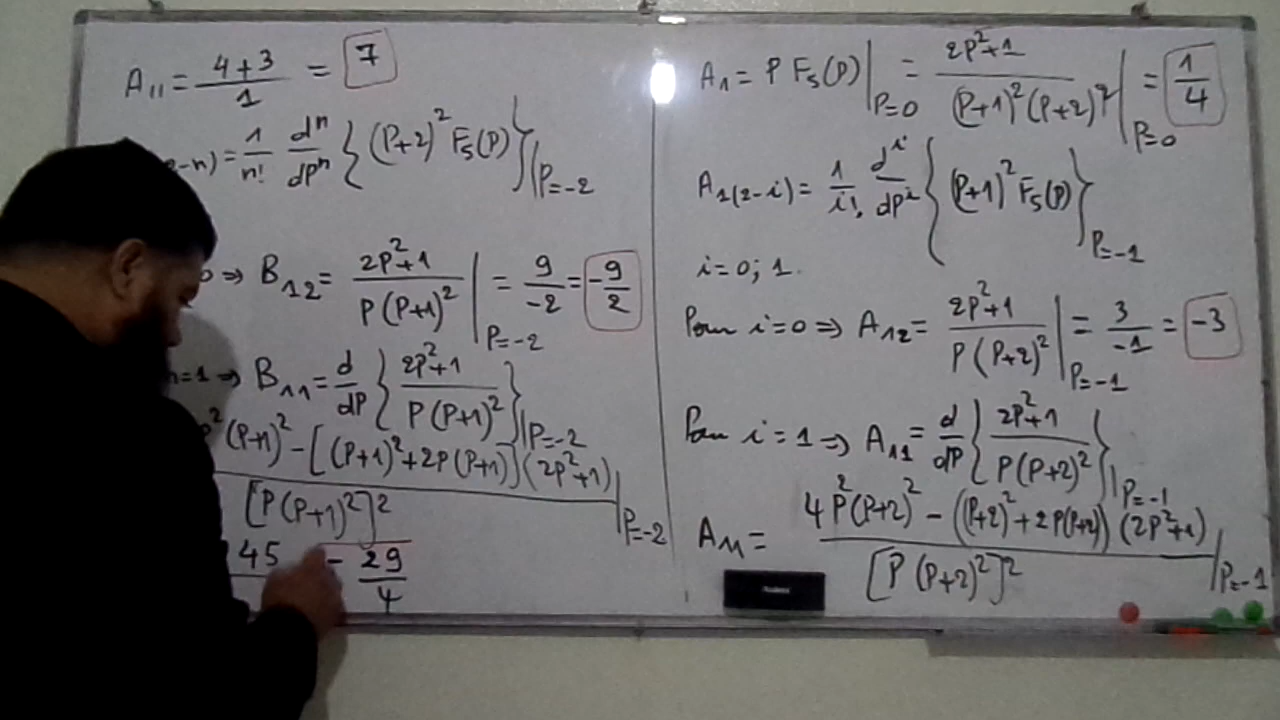 A₁₁ = (4+3)/1 = 7
-n) = 1/n! dⁿ/dPⁿ {(P+2)² F₅(P)}|P=-2
0 ⇒ B₁₂ = (2P²+1)/(P(P+1)²)|P=-2 = 9/-2 = -9/2
n=1 ⇒ B₁₁ = d/dP {(2P²+1)/(P(P+1)²)}|P=-2
²(P+1)² - [(P+1)²+2P(P+1)](2P²+1)
[P(P+1)²]² |P=-2
45 = 29/4
A₁ = P F₅(P)|P=0 = (2P²+1)/((P+1)²(P+2)²)|P=0 = 1/4
A₁(2-i) = 1/i! dⁱ/dPⁱ {(P+1)² F₅(P)}P=-1
i=0; 1.
Pour i=0 ⇒ A₁₂ = (2P²+1)/(P(P+2)²)|P=-1 = 3/-1 = -3
Pour i=1 ⇒ A₁₁ = d/dP {(2P²+1)/(P(P+2)²)}|P=-1
A₁₁ = (4P²(P+2)² - ((P+2)²+2P(P+2))(2P²+1))/[P(P+2)²]² |P=-1